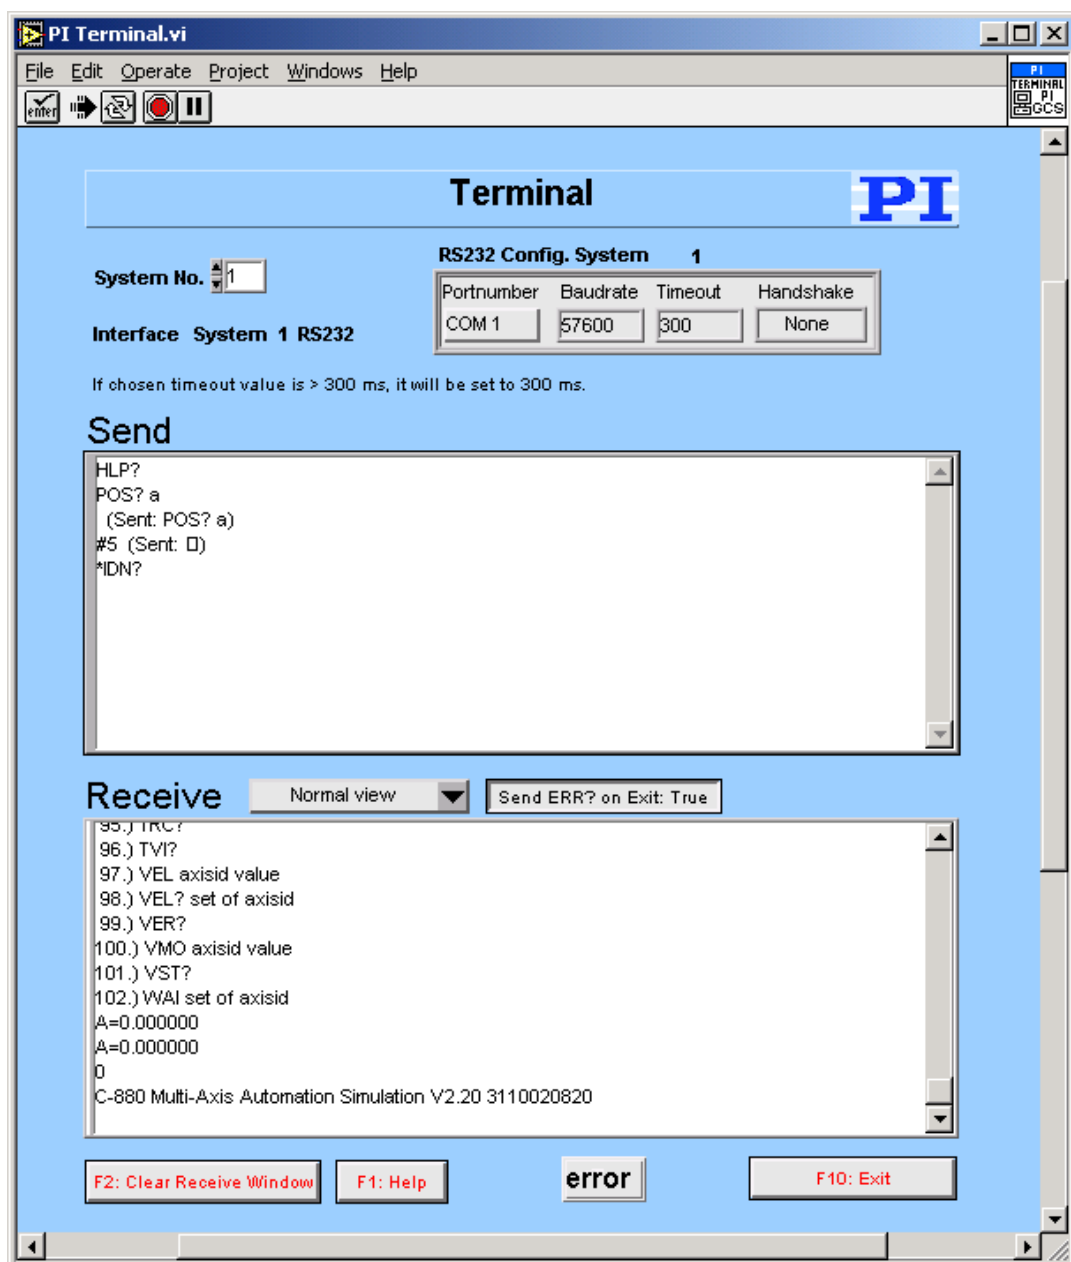 PI Terminal.vi
File Edit Operate Project Windows Help
enter
PI
TERMINAL
PI
GCS
Terminal
PI
System No. 1
RS232 Config. System 1
Portnumber Baudrate Timeout Handshake
COM 1 57600 300 None
Interface System 1 RS232
If chosen timeout value is > 300 ms, it will be set to 300 ms.
Send
HLP?
POS? a
(Sent: POS? a)
#5 (Sent: □)
*IDN?
Receive Normal view Send ERR? on Exit: True
95.) TRC?
96.) TVI?
97.) VEL axisid value
98.) VEL? set of axisid
99.) VER?
100.) VMO axisid value
101.) VST?
102.) WAI set of axisid
A=0.000000
A=0.000000
0
C-880 Multi-Axis Automation Simulation V2.20 3110020820
F2: Clear Receive Window F1: Help error F10: Exit